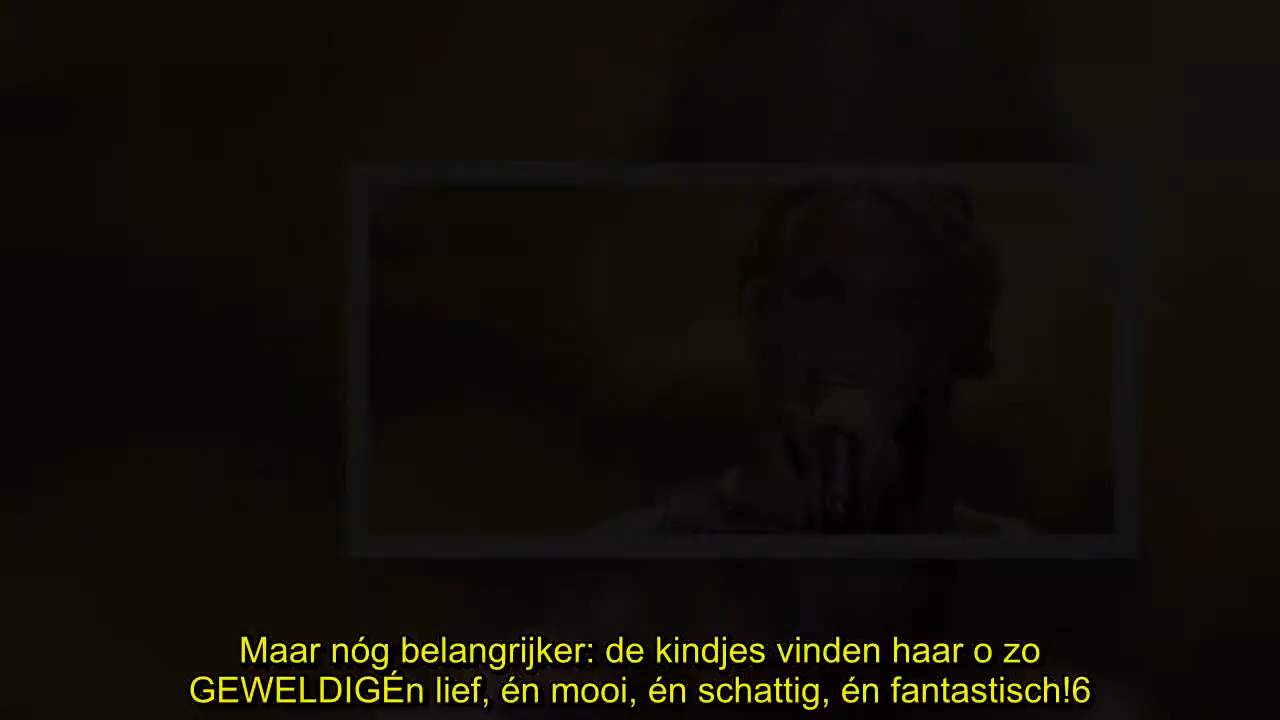 Maar nóg belangrijker: de kindjes vinden haar o zo
GEWELDIGÉn lief, én mooi, én schattig, én fantastisch!6